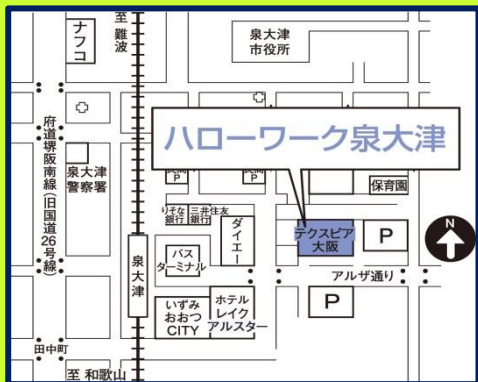 至 難波
ナフコ
泉大津
市役所
ハローワーク泉大津
府道堺阪南線(旧国道26号線)
泉大津
警察署
P
P
保育園
りそな
銀行
三井住友
銀行
ダイエー
テクスピア
大阪
P
N
バス
ターミナル
泉大津
アルザ通り
いずみ
おおつ
CITY
ホテル
レイク
アルスター
P
田中町
至 和歌山